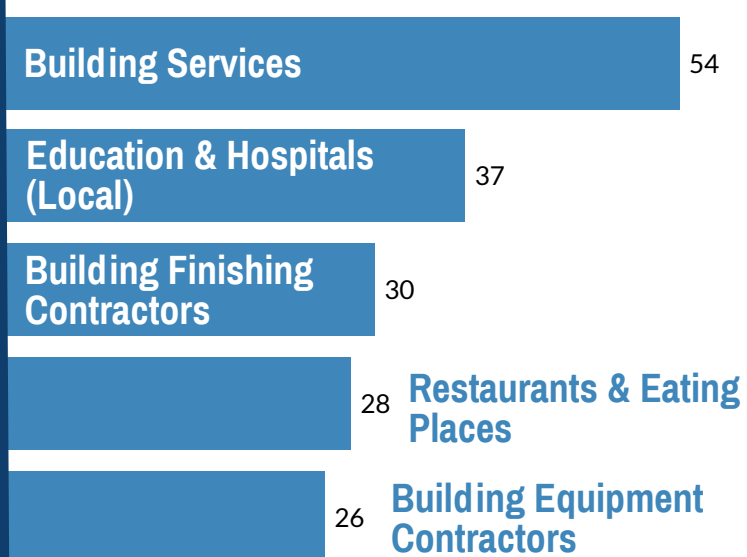 Building Services
54
Education & Hospitals
(Local)
37
Building Finishing
Contractors
30
28
Restaurants & Eating
Places
26
Building Equipment
Contractors